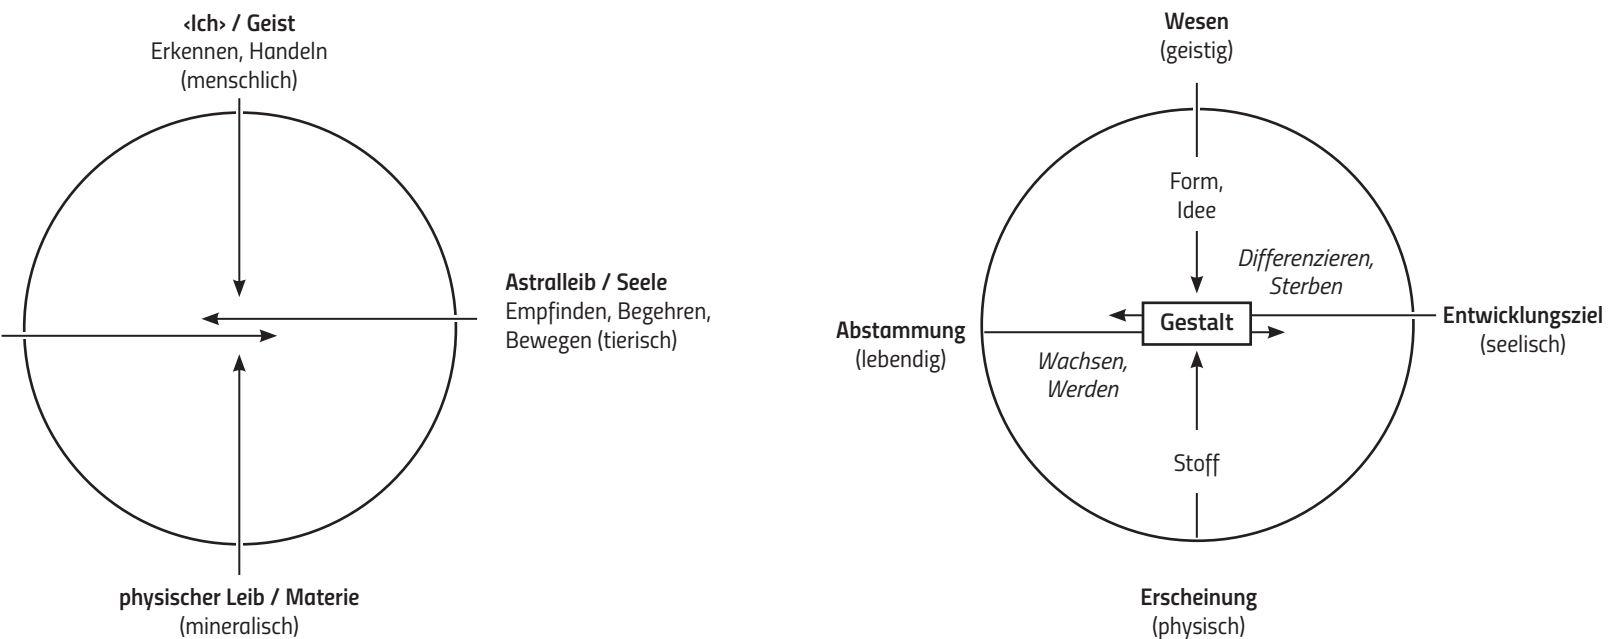 ‹Ich› / Geist
Erkennen, Handeln
(menschlich)
Astralleib / Seele
Empfinden, Begehren,
Bewegen (tierisch)
physischer Leib / Materie
(mineralisch)
Wesen
(geistig)
Form,
Idee
Differenzieren,
Sterben
Gestalt
Abstammung
(lebendig)
Entwicklungsziel
(seelisch)
Wachsen,
Werden
Stoff
Erscheinung
(physisch)